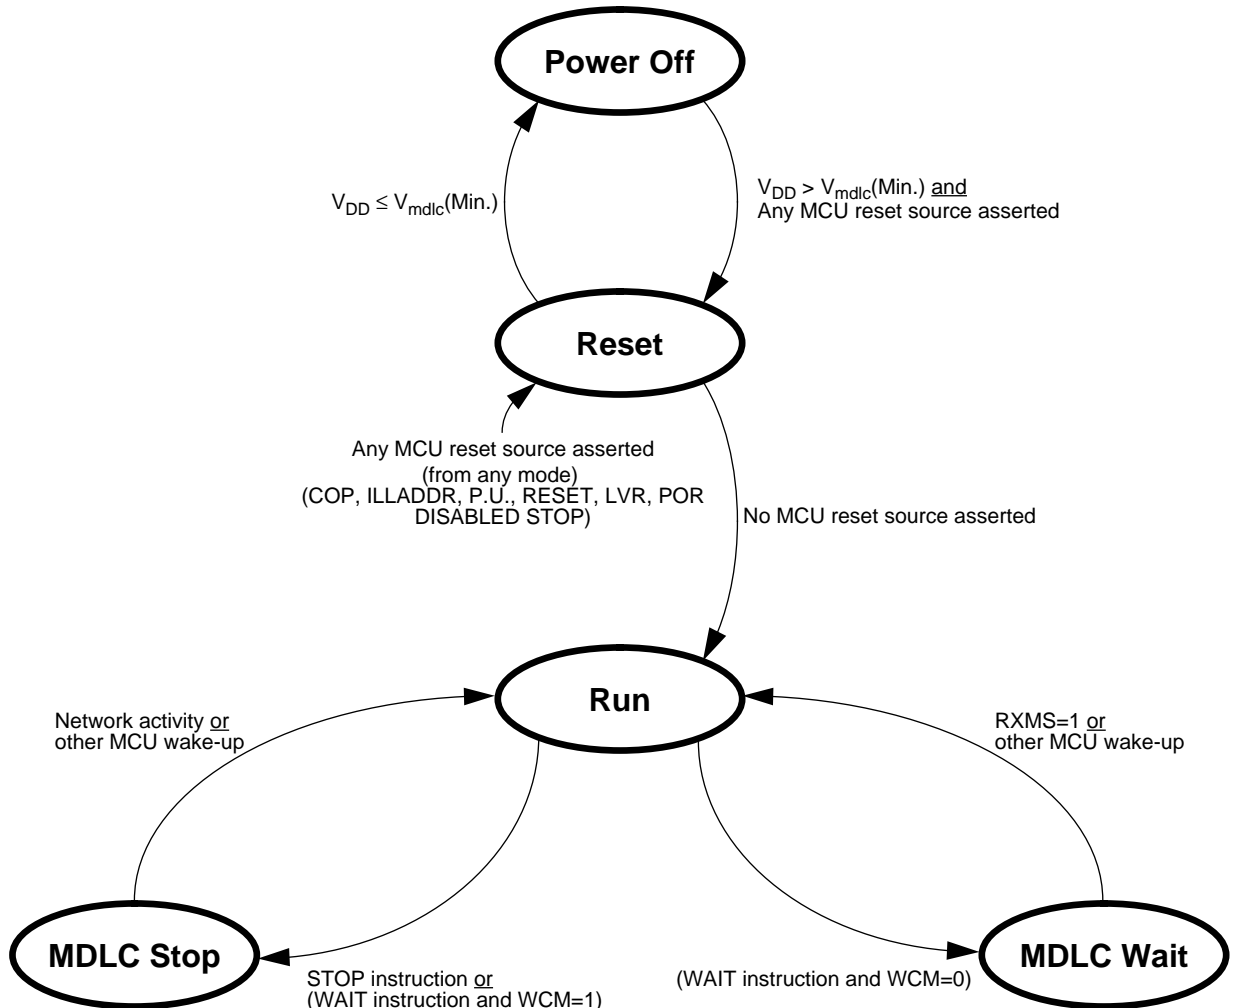 Power Off
V_DD ≤ V_mdlc(Min.)
V_DD > V_mdlc(Min.) and
Any MCU reset source asserted
Reset
Any MCU reset source asserted
(from any mode)
(COP, ILLADDR, P.U., RESET, LVR, POR
DISABLED STOP)
No MCU reset source asserted
Run
Network activity or
other MCU wake-up
RXMS=1 or
other MCU wake-up
MDLC Stop
STOP instruction or
(WAIT instruction and WCM=1)
(WAIT instruction and WCM=0)
MDLC Wait